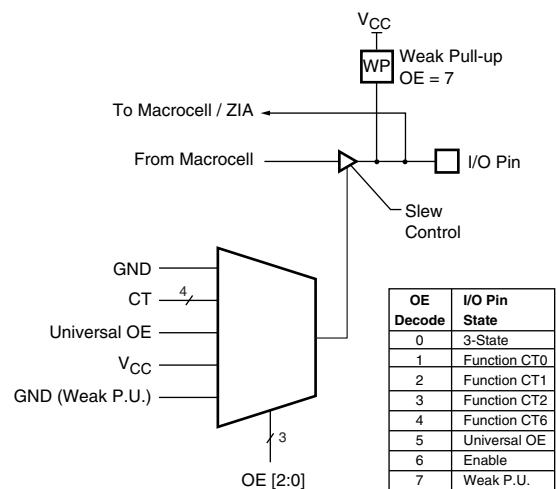 VCC
WP
Weak Pull-up
OE = 7
To Macrocell / ZIA
From Macrocell
I/O Pin
Slew
Control
GND
CT
4
Universal OE
VCC
GND (Weak P.U.)
3
OE [2:0]
OE Decode I/O Pin State
0 3-State
1 Function CT0
2 Function CT1
3 Function CT2
4 Function CT6
5 Universal OE
6 Enable
7 Weak P.U.